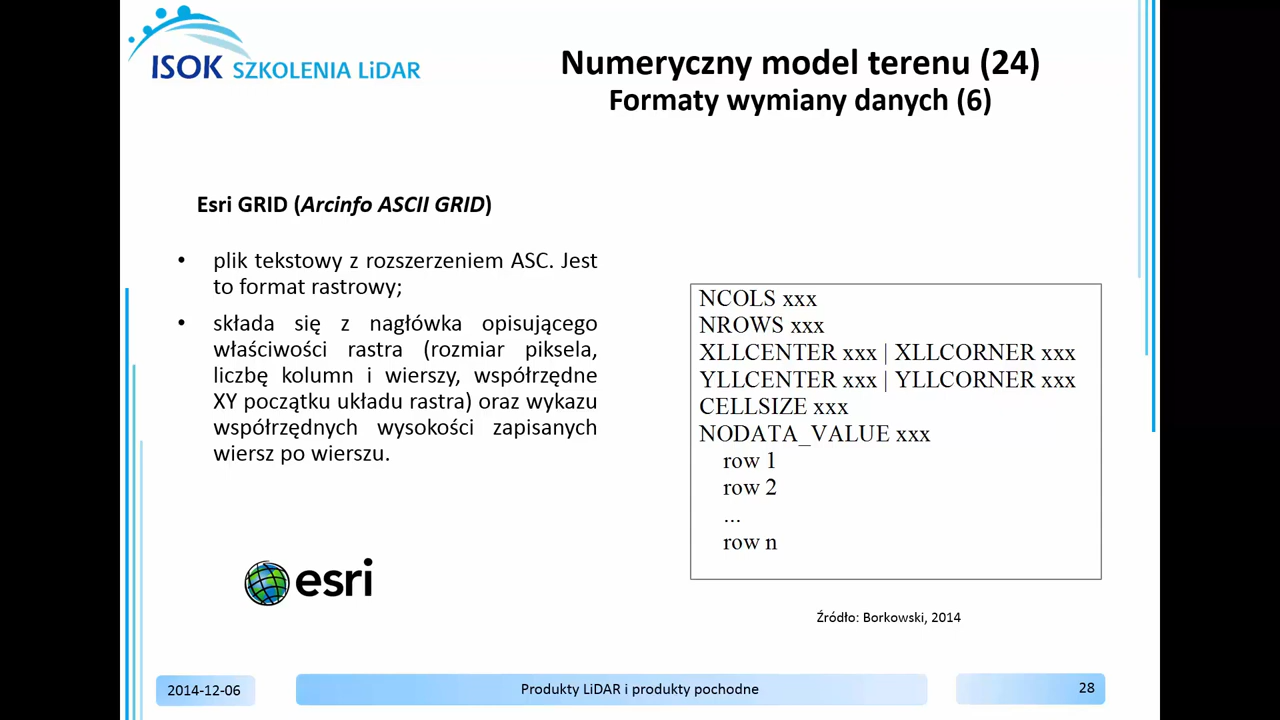 ISOK SZKOLENIA LiDAR
Numeryczny model terenu (24)
Formaty wymiany danych (6)
Esri GRID (Arcinfo ASCII GRID)
• plik tekstowy z rozszerzeniem ASC. Jest
to format rastrowy;
• składa się z nagłówka opisującego
właściwości rastra (rozmiar piksela,
liczbę kolumn i wierszy, współrzędne
XY początku układu rastra) oraz wykazu
współrzędnych wysokości zapisanych
wiersz po wierszu.
esri
NCOLS xxx
NROWS xxx
XLLCENTER xxx | XLLCORNER xxx
YLLCENTER xxx | YLLCORNER xxx
CELLSIZE xxx
NODATA_VALUE xxx
row 1
row 2
...
row n
Źródło: Borkowski, 2014
2014-12-06
Produkty LiDAR i produkty pochodne
28